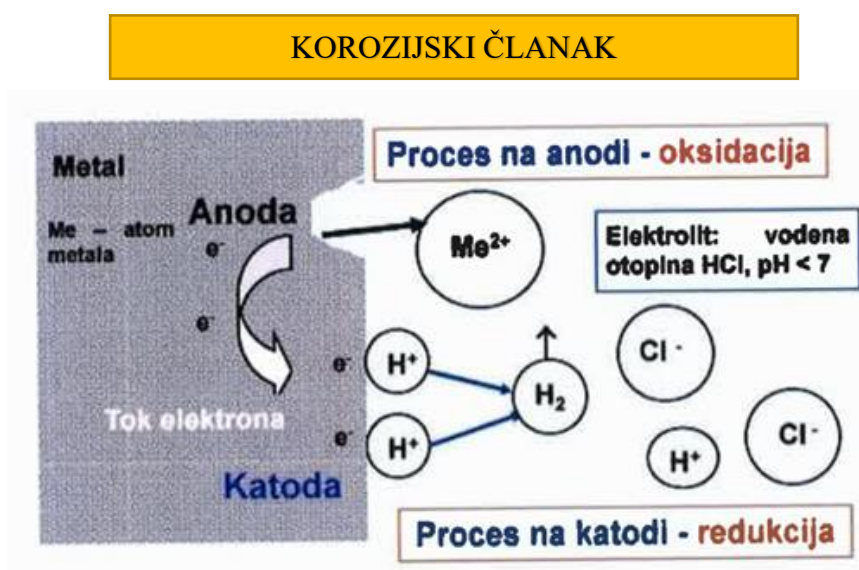 KOROZIJSKI ČLANAK
Proces na anodi - oksidacija
Metal
Anoda
Me – atom
metala
e-
e-
Me²⁺
Elektrolit: vodena
otopina HCl, pH < 7
e- H⁺
H₂
Cl -
Tok elektrona
e- H⁺
H⁺
Cl -
Katoda
Proces na katodi - redukcija